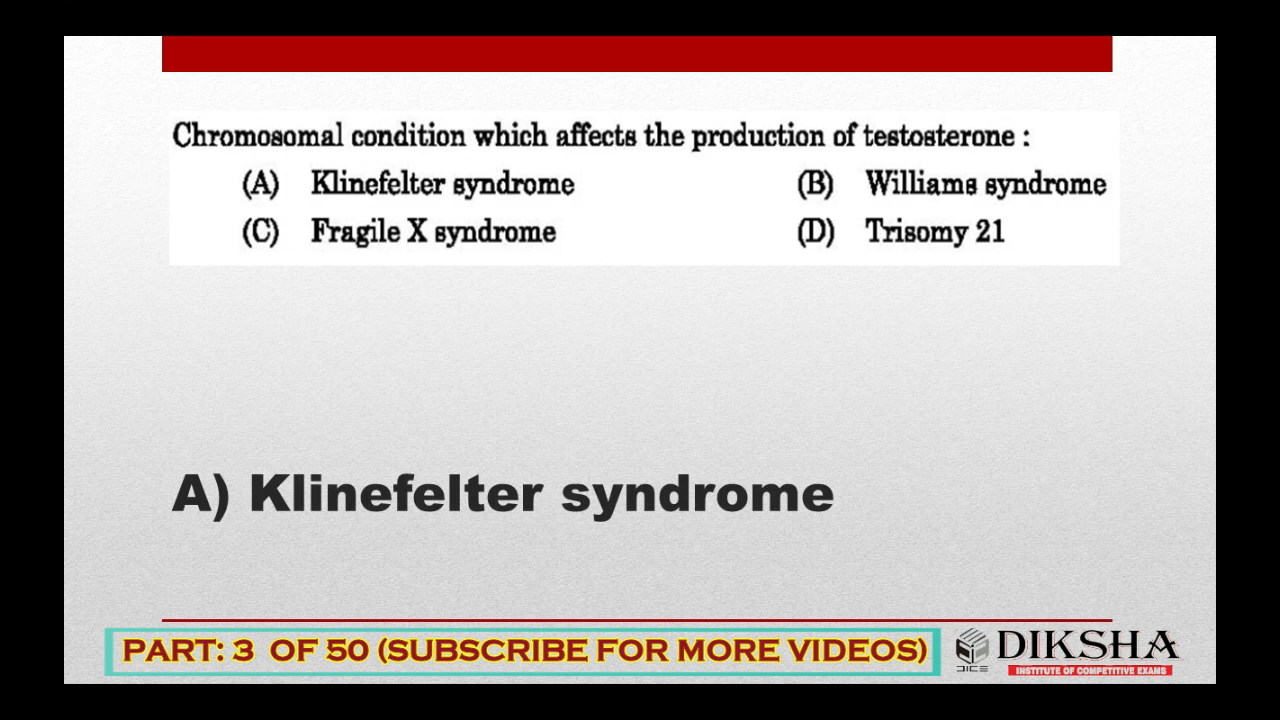 Chromosomal condition which affects the production of testosterone :
(A) Klinefelter syndrome (B) Williams syndrome
(C) Fragile X syndrome (D) Trisomy 21
A) Klinefelter syndrome
PART: 3 OF 50 (SUBSCRIBE FOR MORE VIDEOS)
DIKSHA
DICE
INSTITUTE OF COMPETITIVE EXAMS